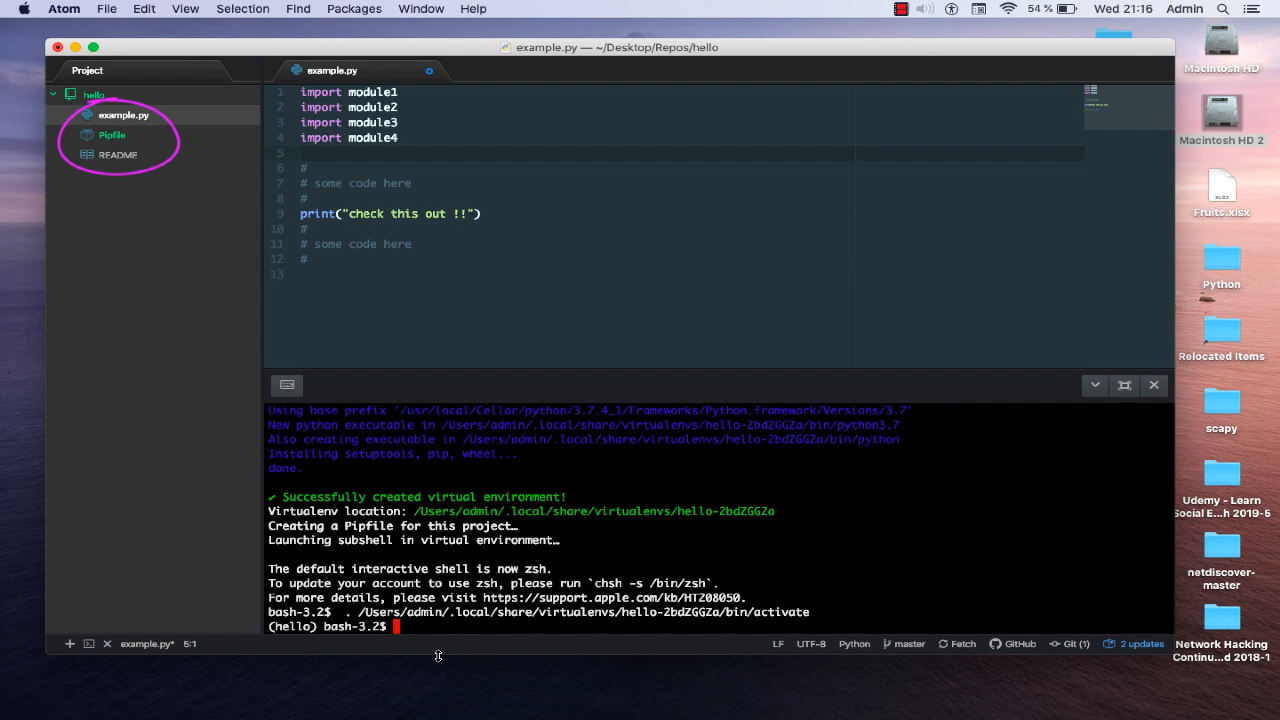 Atom File Edit View Selection Find Packages Window Help 54 % Wed 21:16 Admin
example.py — ~/Desktop/Repos/hello
Project
hello
example.py
Pipfile
README
example.py
1 import module1
2 import module2
3 import module3
4 import module4
5
6 #
7 # some code here
8 #
9 print("check this out !!")
10 #
11 # some code here
12 #
13
Using base prefix '/usr/local/Cellar/python/3.7.4_1/Frameworks/Python.framework/Versions/3.7'
New python executable in /Users/admin/.local/share/virtualenvs/hello-2bdZGGZa/bin/python3.7
Also creating executable in /Users/admin/.local/share/virtualenvs/hello-2bdZGGZa/bin/python
Installing setuptools, pip, wheel...
done.
✔ Successfully created virtual environment!
Virtualenv location: /Users/admin/.local/share/virtualenvs/hello-2bdZGGZa
Creating a Pipfile for this project…
Launching subshell in virtual environment…
The default interactive shell is now zsh.
To update your account to use zsh, please run `chsh -s /bin/zsh`.
For more details, please visit https://support.apple.com/kb/HT208050.
bash-3.2$  . /Users/admin/.local/share/virtualenvs/hello-2bdZGGZa/bin/activate
(hello) bash-3.2$
example.py* 5:1 LF UTF-8 Python master Fetch GitHub Git (1) 2 updates
Macintosh HD
Macintosh HD 2
XLSX
Fruits.xlsx
Python
Relocated Items
scapy
Udemy - Learn
Social E...h 2019-5
netdiscover-
master
Network Hacking
Continu...d 2018-1